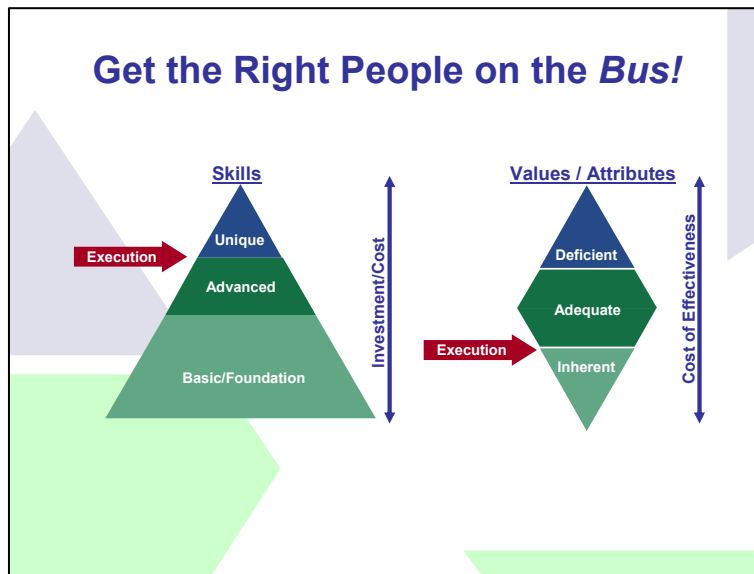 Get the Right People on the Bus!
Skills
Unique
Execution
Advanced
Basic/Foundation
Investment/Cost
Values / Attributes
Deficient
Adequate
Execution
Inherent
Cost of Effectiveness